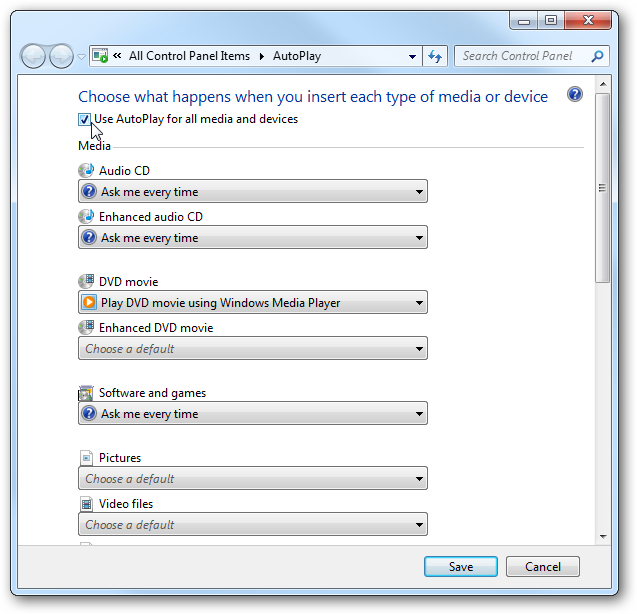 « All Control Panel Items ▸ AutoPlay
Search Control Panel
Choose what happens when you insert each type of media or device
Use AutoPlay for all media and devices
Media
Audio CD
Ask me every time
Enhanced audio CD
Ask me every time
DVD movie
Play DVD movie using Windows Media Player
Enhanced DVD movie
Choose a default
Software and games
Ask me every time
Pictures
Choose a default
Video files
Choose a default
Save
Cancel